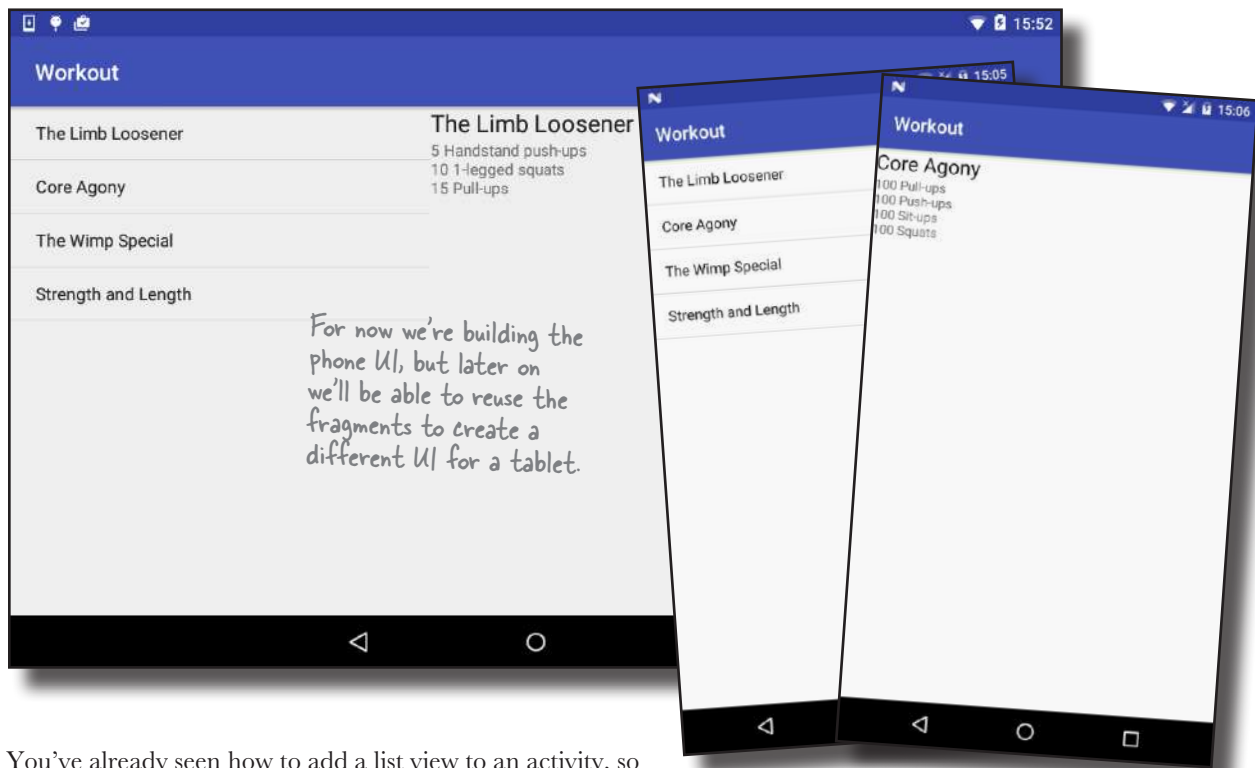 15:52
Workout
The Limb Loosener
Core Agony
The Wimp Special
Strength and Length
The Limb Loosener
5 Handstand push-ups
10 1-legged squats
15 Pull-ups
For now we're building the
phone UI, but later on
we'll be able to reuse the
fragments to create a
different UI for a tablet.
15:05
Workout
The Limb Loosener
Core Agony
The Wimp Special
Strength and Length
15:06
Workout
Core Agony
100 Pull-ups
100 Push-ups
100 Sit-ups
100 Squats
You've already seen how to add a list view to an activity, so